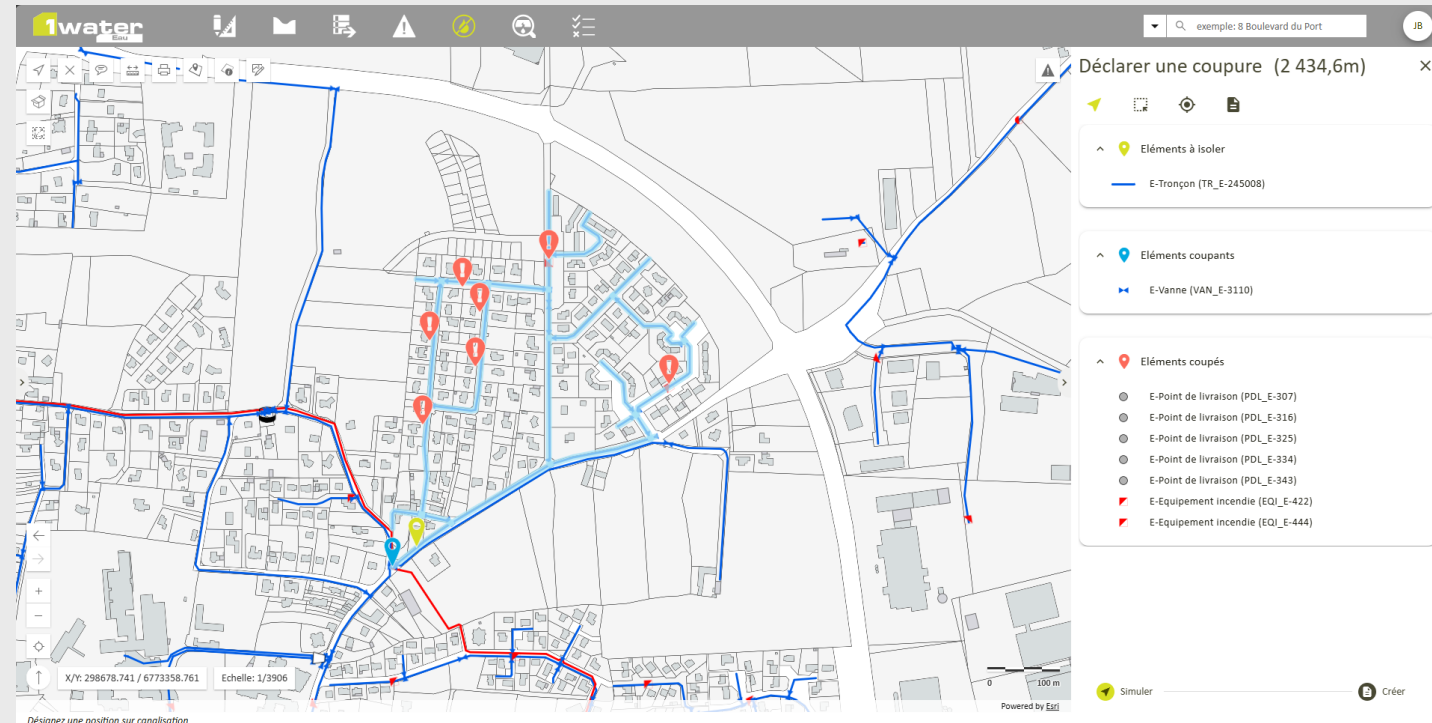 1water
Eau
exemple: 8 Boulevard du Port
JB
Déclarer une coupure (2 434,6m)
Eléments à isoler
E-Tronçon (TR_E-245008)
Eléments coupants
E-Vanne (VAN_E-3110)
Eléments coupés
E-Point de livraison (PDL_E-307)
E-Point de livraison (PDL_E-316)
E-Point de livraison (PDL_E-325)
E-Point de livraison (PDL_E-334)
E-Point de livraison (PDL_E-343)
E-Equipement incendie (EQI_E-422)
E-Equipement incendie (EQI_E-444)
X/Y: 298678.741 / 6773358.761
Echelle: 1/3906
0 100 m
Simuler
Créer
Powered by Esri
Désignez une position sur canalisation